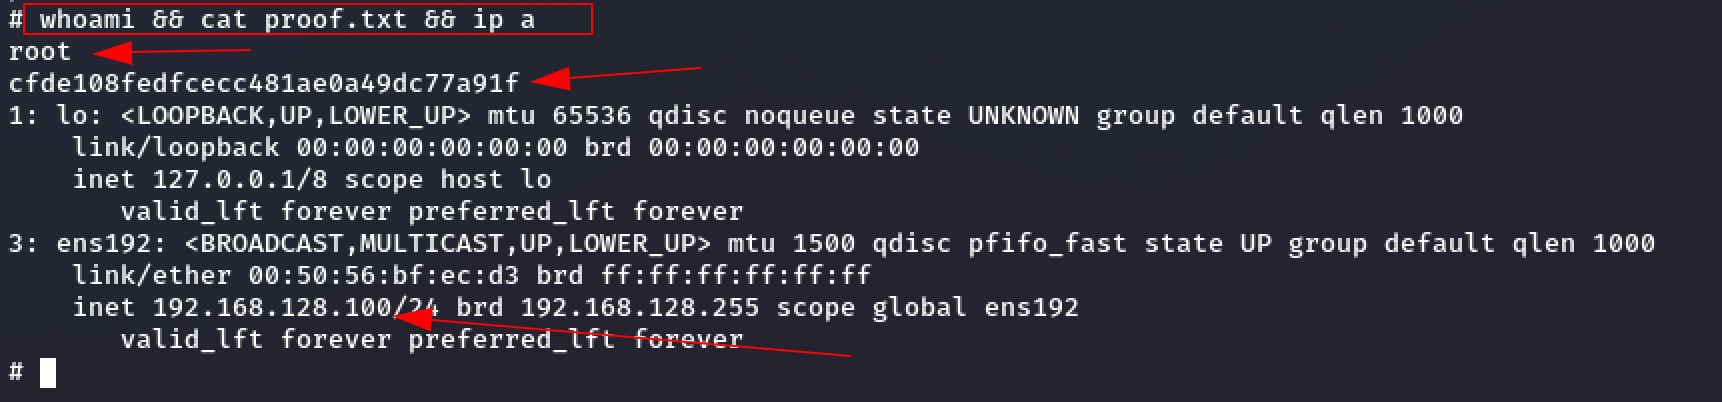 # whoami && cat proof.txt && ip a
root
cfde108fedfcecc481ae0a49dc77a91f
1: lo: <LOOPBACK,UP,LOWER_UP> mtu 65536 qdisc noqueue state UNKNOWN group default qlen 1000
link/loopback 00:00:00:00:00:00 brd 00:00:00:00:00:00
inet 127.0.0.1/8 scope host lo
valid_lft forever preferred_lft forever
3: ens192: <BROADCAST,MULTICAST,UP,LOWER_UP> mtu 1500 qdisc pfifo_fast state UP group default qlen 1000
link/ether 00:50:56:bf:ec:d3 brd ff:ff:ff:ff:ff:ff
inet 192.168.128.100/24 brd 192.168.128.255 scope global ens192
valid_lft forever preferred_lft forever
#